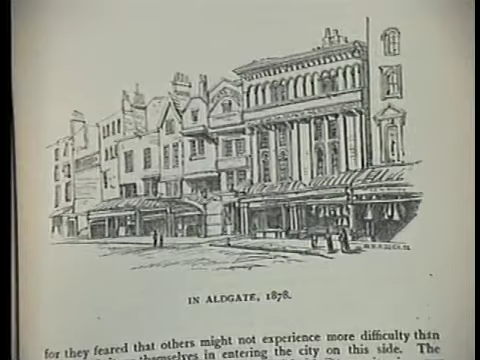 IN ALDGATE, 1878.
for they feared that others might not experience more difficulty than
themselves in entering the city on this side. The